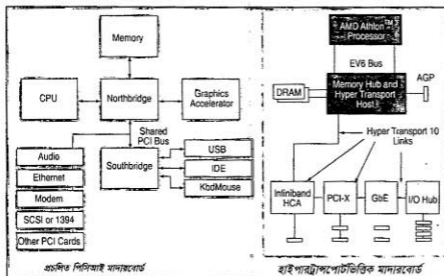 Memory
CPU
Northbridge
Graphics
Accelerator
Shared
PCI Bus
Audio
Ethernet
Modem
SCSI or 1394
Other PCI Cards
Southbridge
USB
IDE
KbdMouse
প্রচলিত পিসিআই মাদারবোর্ড
AMD Athlon™
Processor
EV6 Bus
DRAM
Memory Hub and
Hyper Transport
Host
AGP
Hyper Transport 10
Links
Infiniband
HCA
PCI-X
GbE
I/O Hub
হাইপারট্রান্সপোর্টভিত্তিক মাদারবোর্ড